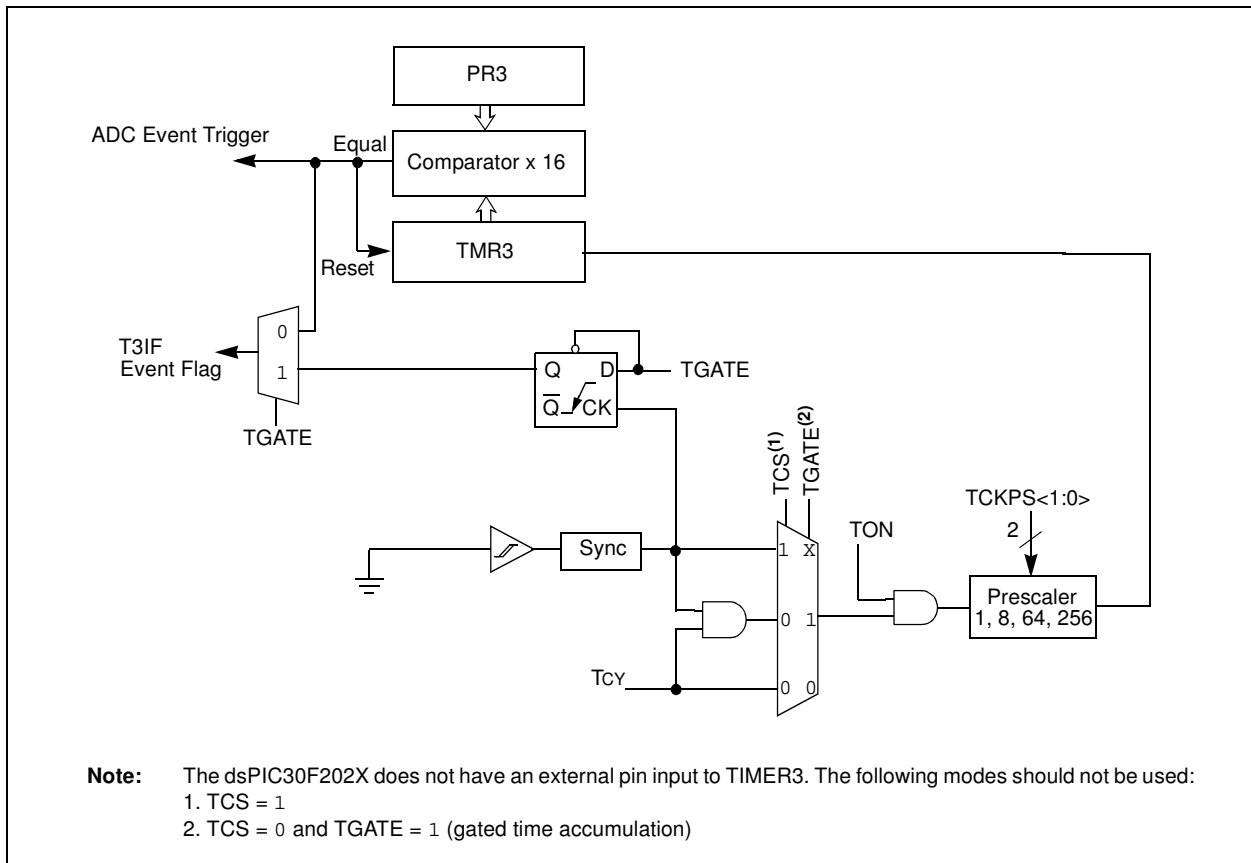 PR3
ADC Event Trigger
Equal
Comparator x 16
Reset
TMR3
0
1
T3IF
Event Flag
TGATE
Q
D
Q
CK
TGATE
TCS(1)
TGATE(2)
TCKPS<1:0>
2
TON
Sync
1 X
0 1
0 0
Prescaler
1, 8, 64, 256
TCY
Note: The dsPIC30F202X does not have an external pin input to TIMER3. The following modes should not be used:
1. TCS = 1
2. TCS = 0 and TGATE = 1 (gated time accumulation)